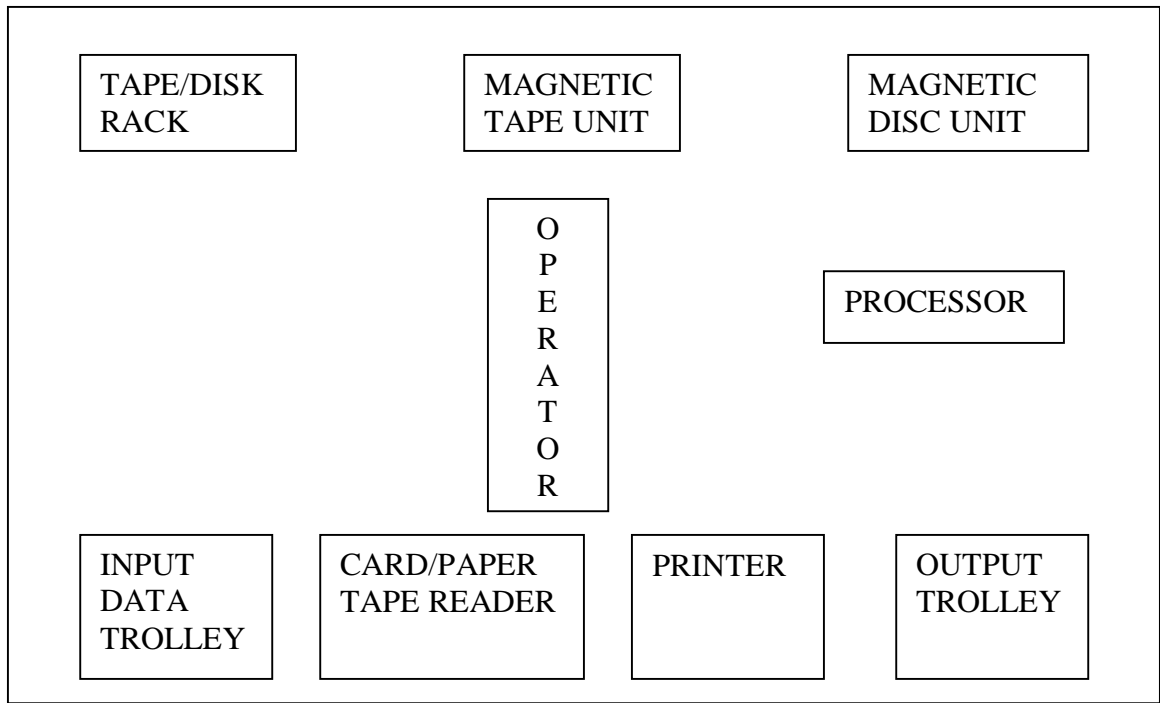 TAPE/DISK
RACK
MAGNETIC
TAPE UNIT
MAGNETIC
DISC UNIT
O
P
E
R
A
T
O
R
PROCESSOR
INPUT
DATA
TROLLEY
CARD/PAPER
TAPE READER
PRINTER
OUTPUT
TROLLEY